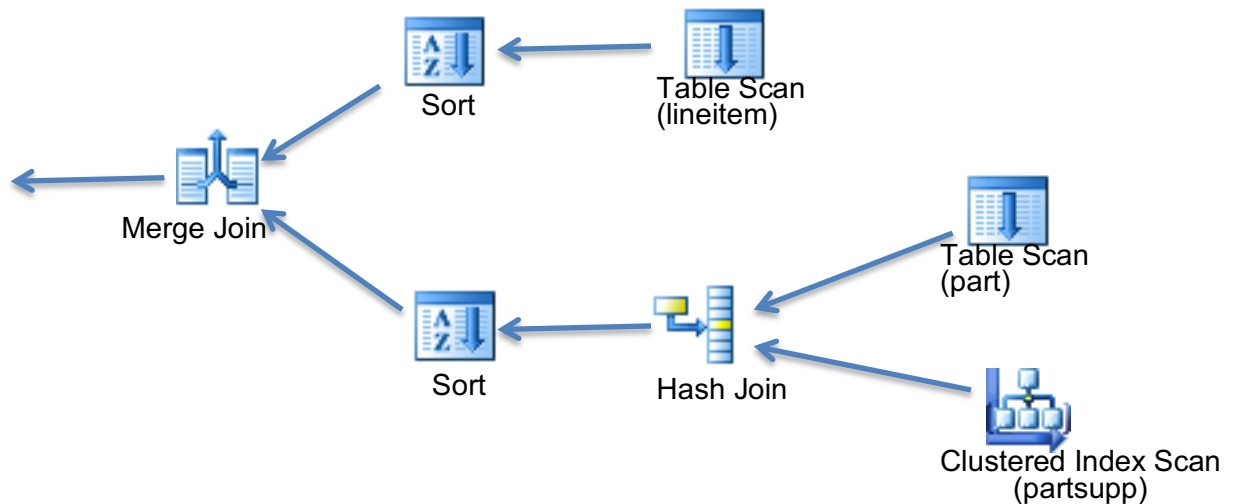 Sort
Table Scan
(lineitem)
Merge Join
Table Scan
(part)
Sort
Hash Join
Clustered Index Scan
(partsupp)